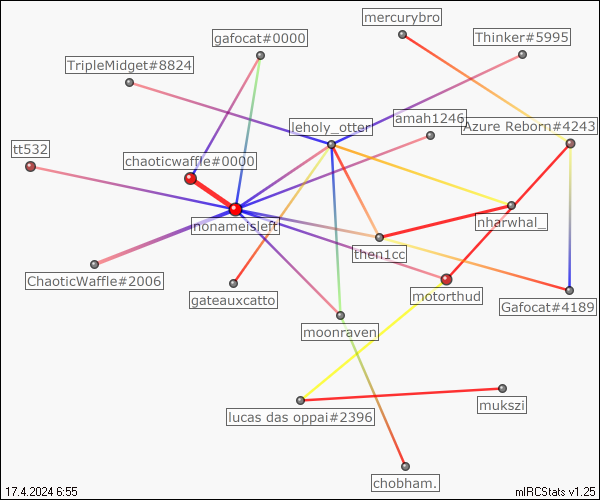 mercurybro
gafocat#0000
Thinker#5995
TripleMidget#8824
amah1246
leholy_otter
Azure Reborn#4243
tt532
chaoticwaffle#0000
nonameisleft
nharwhal_
then1cc
ChaoticWaffle#2006
gateauxcatto
motorthud
Gafocat#4189
moonraven
lucas das oppai#2396
mukszi
chobham.
17.4.2024 6:55
mIRCStats v1.25